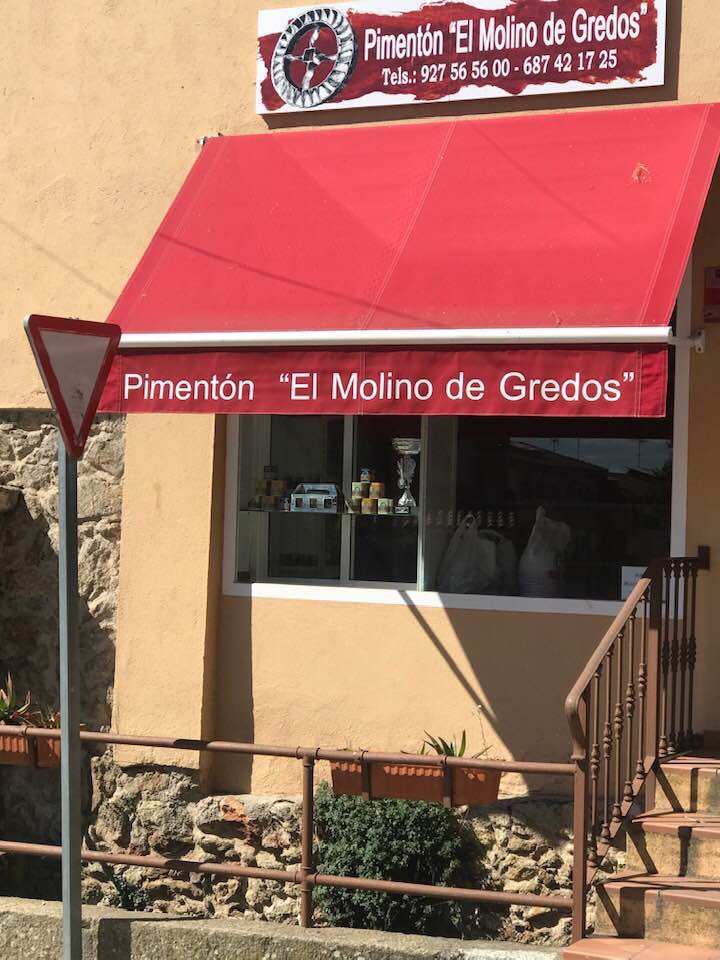 Pimentón "El Molino de Gredos"
Tels.: 927 56 56 00 - 687 42 17 25
Pimentón "El Molino de Gredos"